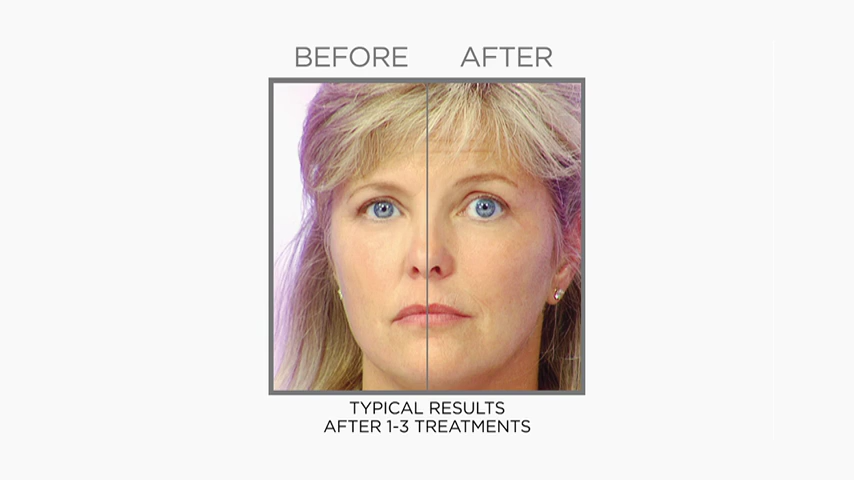 BEFORE AFTER
TYPICAL RESULTS
AFTER 1-3 TREATMENTS